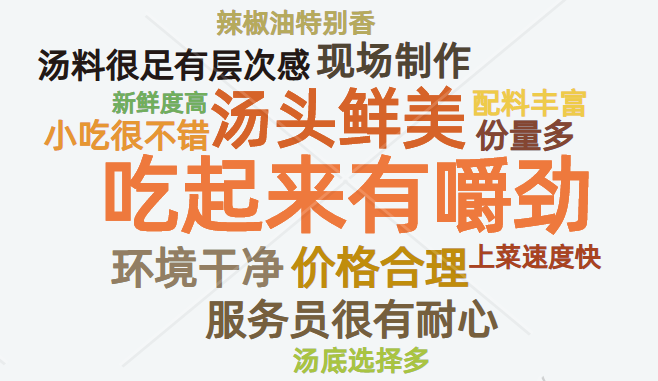 辣椒油特别香
汤料很足有层次感
现场制作
新鲜度高
汤头鲜美
配料丰富
小吃很不错
份量多
吃起来有嚼劲
环境干净
价格合理
上菜速度快
服务员很有耐心
汤底选择多